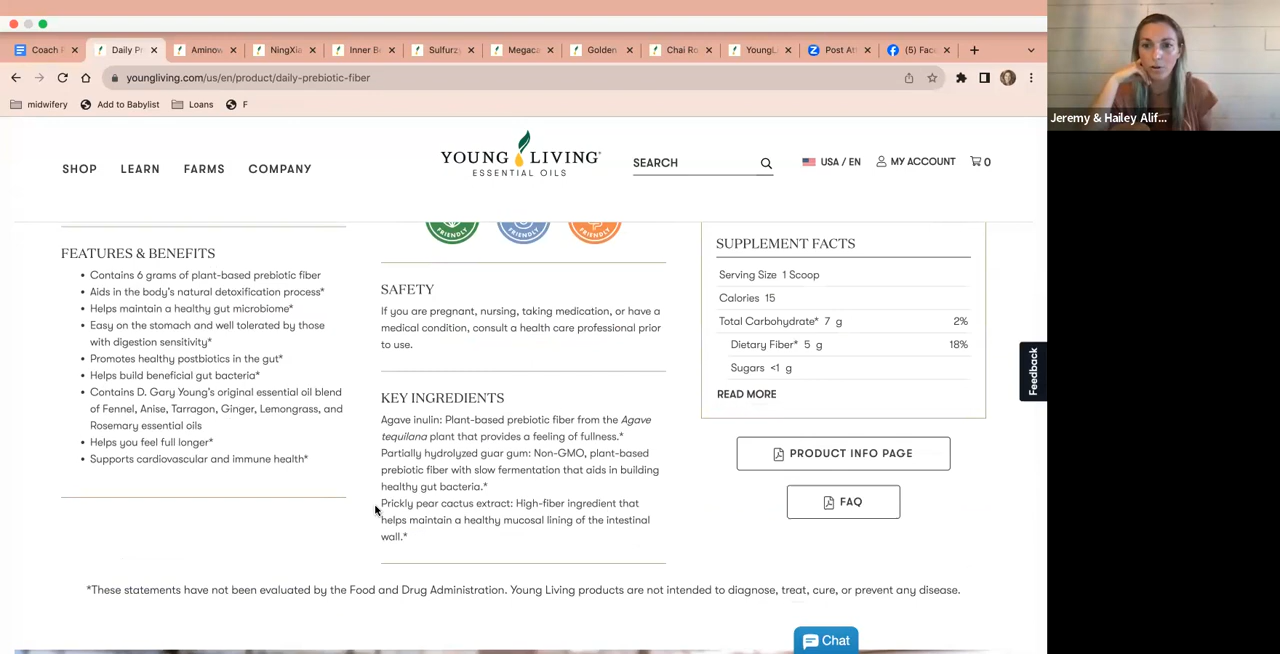 Coach P
Daily Pr
Aminow
NingXia
Inner B
Sulfurzy
Megaca
Golden
Chai Ro
YoungL
Post At
(5) Fac
youngliving.com/us/en/product/daily-prebiotic-fiber
midwifery
Add to Babylist
Loans
F
Jeremy & Hailey Alif...
SHOP
LEARN
FARMS
COMPANY
YOUNG LIVING
ESSENTIAL OILS
SEARCH
USA / EN
MY ACCOUNT
0
FRIENDLY
FRIENDLY
FRIENDLY
FEATURES & BENEFITS
• Contains 6 grams of plant-based prebiotic fiber
• Aids in the body's natural detoxification process*
• Helps maintain a healthy gut microbiome*
• Easy on the stomach and well tolerated by those
with digestion sensitivity*
• Promotes healthy postbiotics in the gut*
• Helps build beneficial gut bacteria*
• Contains D. Gary Young's original essential oil blend
of Fennel, Anise, Tarragon, Ginger, Lemongrass, and
Rosemary essential oils
• Helps you feel full longer*
• Supports cardiovascular and immune health*
SAFETY
If you are pregnant, nursing, taking medication, or have a
medical condition, consult a health care professional prior
to use.
KEY INGREDIENTS
Agave inulin: Plant-based prebiotic fiber from the Agave
tequilana plant that provides a feeling of fullness.*
Partially hydrolyzed guar gum: Non-GMO, plant-based
prebiotic fiber with slow fermentation that aids in building
healthy gut bacteria.*
Prickly pear cactus extract: High-fiber ingredient that
helps maintain a healthy mucosal lining of the intestinal
wall.*
SUPPLEMENT FACTS
Serving Size 1 Scoop
Calories 15
Total Carbohydrate* 7 g 2%
Dietary Fiber* 5 g 18%
Sugars <1 g
READ MORE
PRODUCT INFO PAGE
FAQ
Feedback
*These statements have not been evaluated by the Food and Drug Administration. Young Living products are not intended to diagnose, treat, cure, or prevent any disease.
Chat